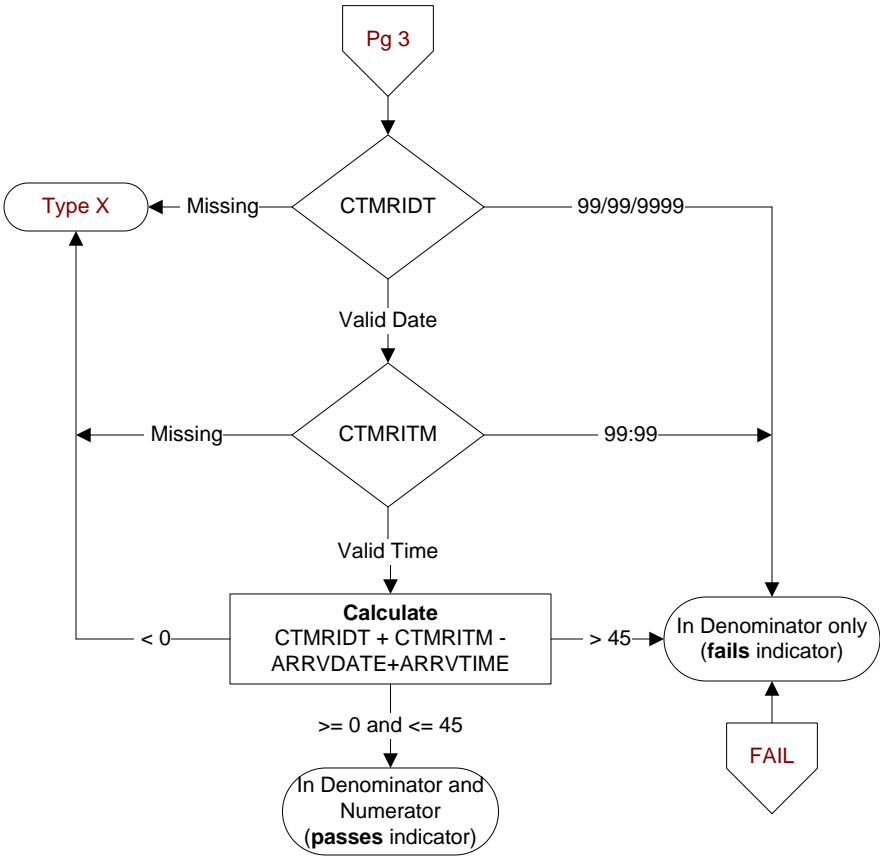 Pg 3
CTMRIDT
Type X
Missing
99/99/9999
Valid Date
CTMRITM
Missing
99:99
Valid Time
Calculate
CTMRIDT + CTMRITM -
ARRVDATE+ARRVTIME
< 0
> 45
In Denominator only
(fails indicator)
>= 0 and <= 45
FAIL
In Denominator and
Numerator
(passes indicator)